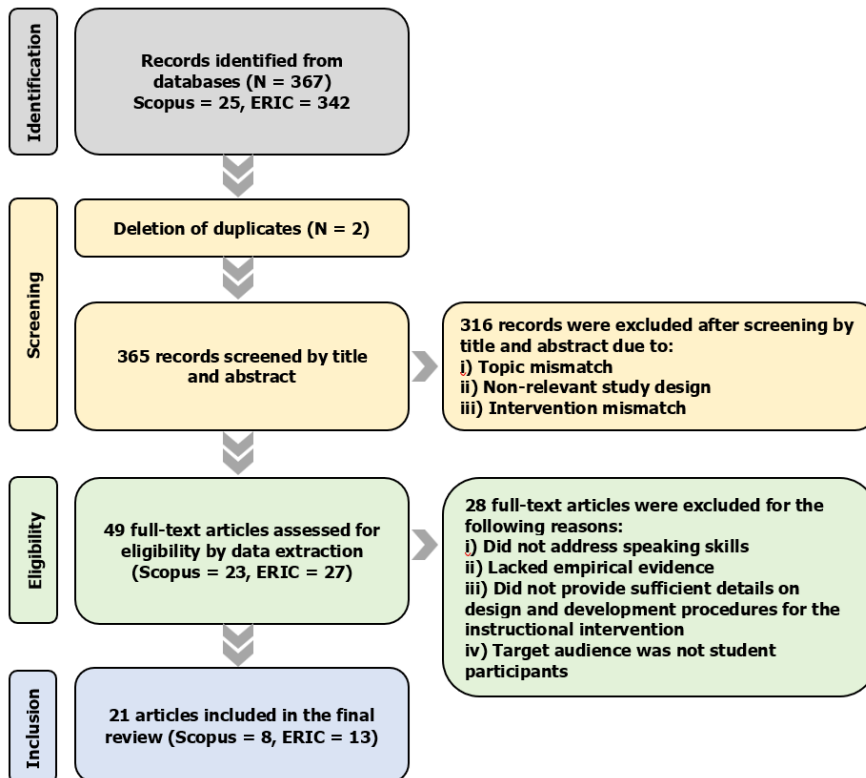 Identification
Records identified from
databases (N = 367)
Scopus = 25, ERIC = 342
Screening
Deletion of duplicates (N = 2)
365 records screened by title
and abstract
316 records were excluded after screening by
title and abstract due to:
i) Topic mismatch
ii) Non-relevant study design
iii) Intervention mismatch
Eligibility
49 full-text articles assessed for
eligibility by data extraction
(Scopus = 23, ERIC = 27)
28 full-text articles were excluded for the
following reasons:
i) Did not address speaking skills
ii) Lacked empirical evidence
iii) Did not provide sufficient details on
design and development procedures for the
instructional intervention
iv) Target audience was not student
participants
Inclusion
21 articles included in the final
review (Scopus = 8, ERIC = 13)